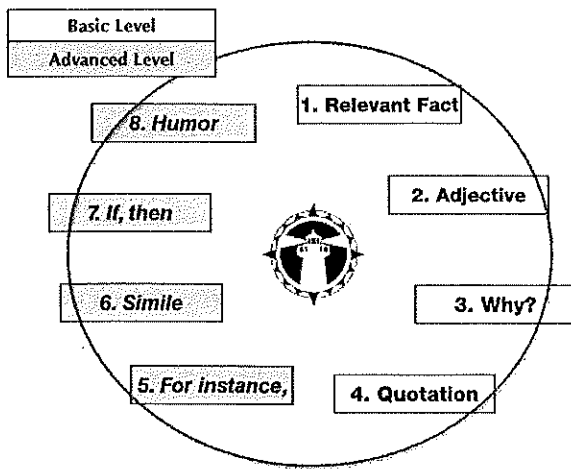 Basic Level
Advanced Level
1. Relevant Fact
2. Adjective
3. Why?
4. Quotation
5. For instance,
6. Simile
7. If, then
8. Humor